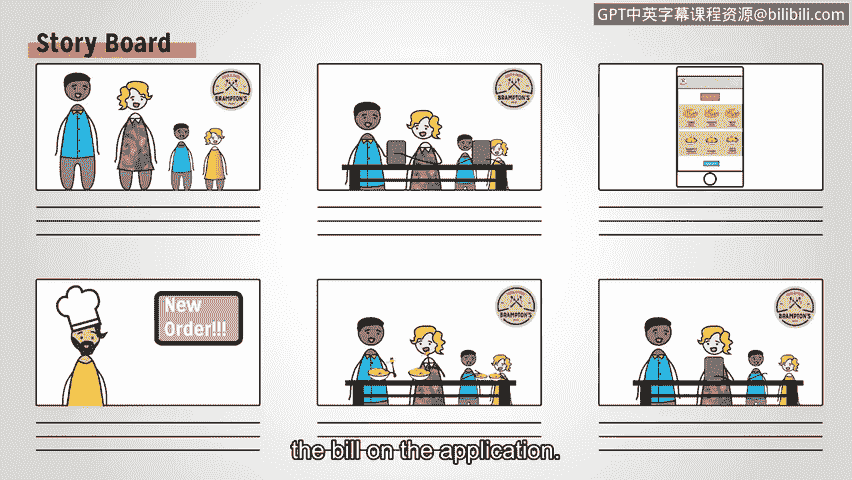 GPT中英字幕课程资源@bilibili.com
Story Board
BRAMPTON'S
BRAMPTON'S
New
Order!!!
BRAMPTON'S
BRAMPTON'S
the bill on the application.